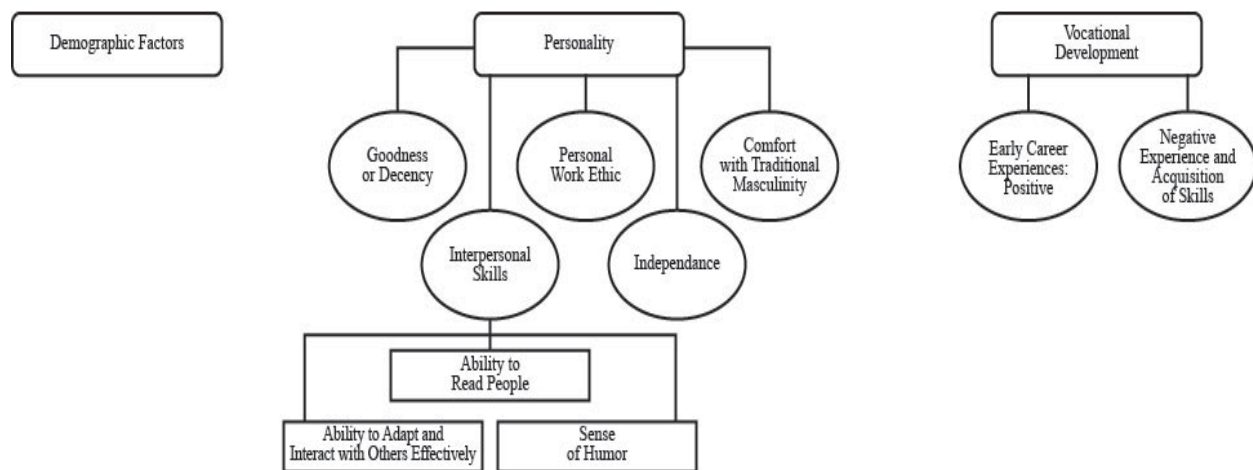 Demographic Factors
Personality
Vocational
Development
Goodness
or Decency
Personal
Work Ethic
Comfort
with Traditional
Masculinity
Early Career
Experiences:
Positive
Negative
Experience and
Acquisition
of Skills
Interpersonal
Skills
Independance
Ability to
Read People
Ability to Adapt and
Interact with Others Effectively
Sense
of Humor